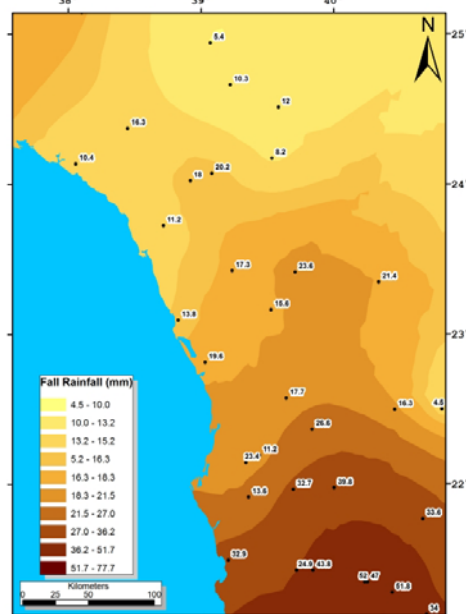 38 39 40
25
N
5.4
10.3
12
16.3
8.2
10.4
20.2
18
24
11.2
17.3
23.6
21.4
15.6
13.8
23
19.6
17.7
4.5
16.3
26.6
11.2
23.4
32.7
39.8
22
13.6
33.6
32.9
24.9 43.8
52 47
51.8
34
Fall Rainfall (mm)
4.5 - 10.0
10.0 - 13.2
13.2 - 15.2
5.2 - 16.3
16.3 - 18.3
18.3 - 21.5
21.5 - 27.0
27.0 - 36.2
36.2 - 51.7
51.7 - 77.7
Kilometers
0 50 100